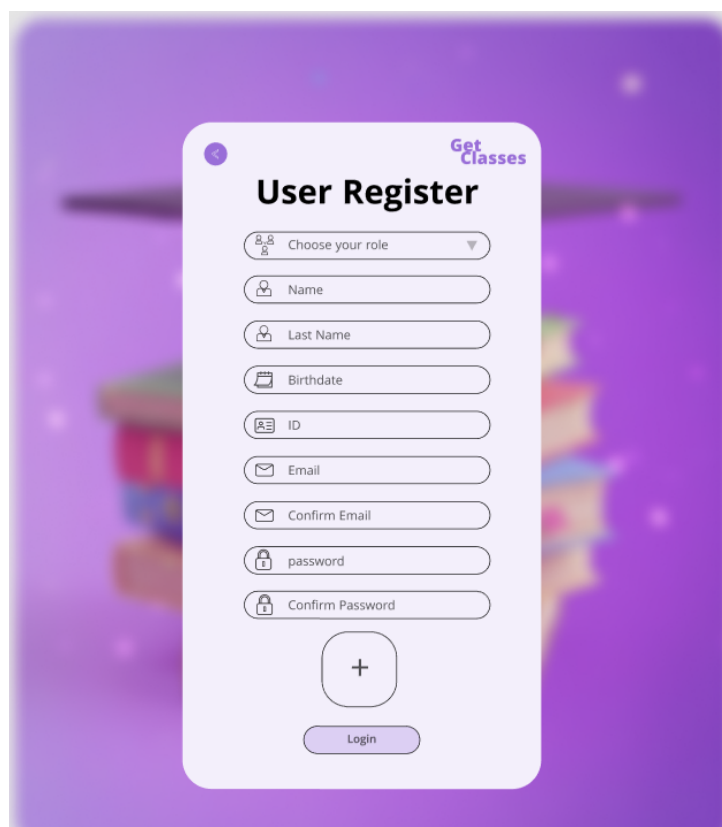 Get
Classes
User Register
Choose your role
Name
Last Name
Birthdate
ID
Email
Confirm Email
password
Confirm Password
+
Login